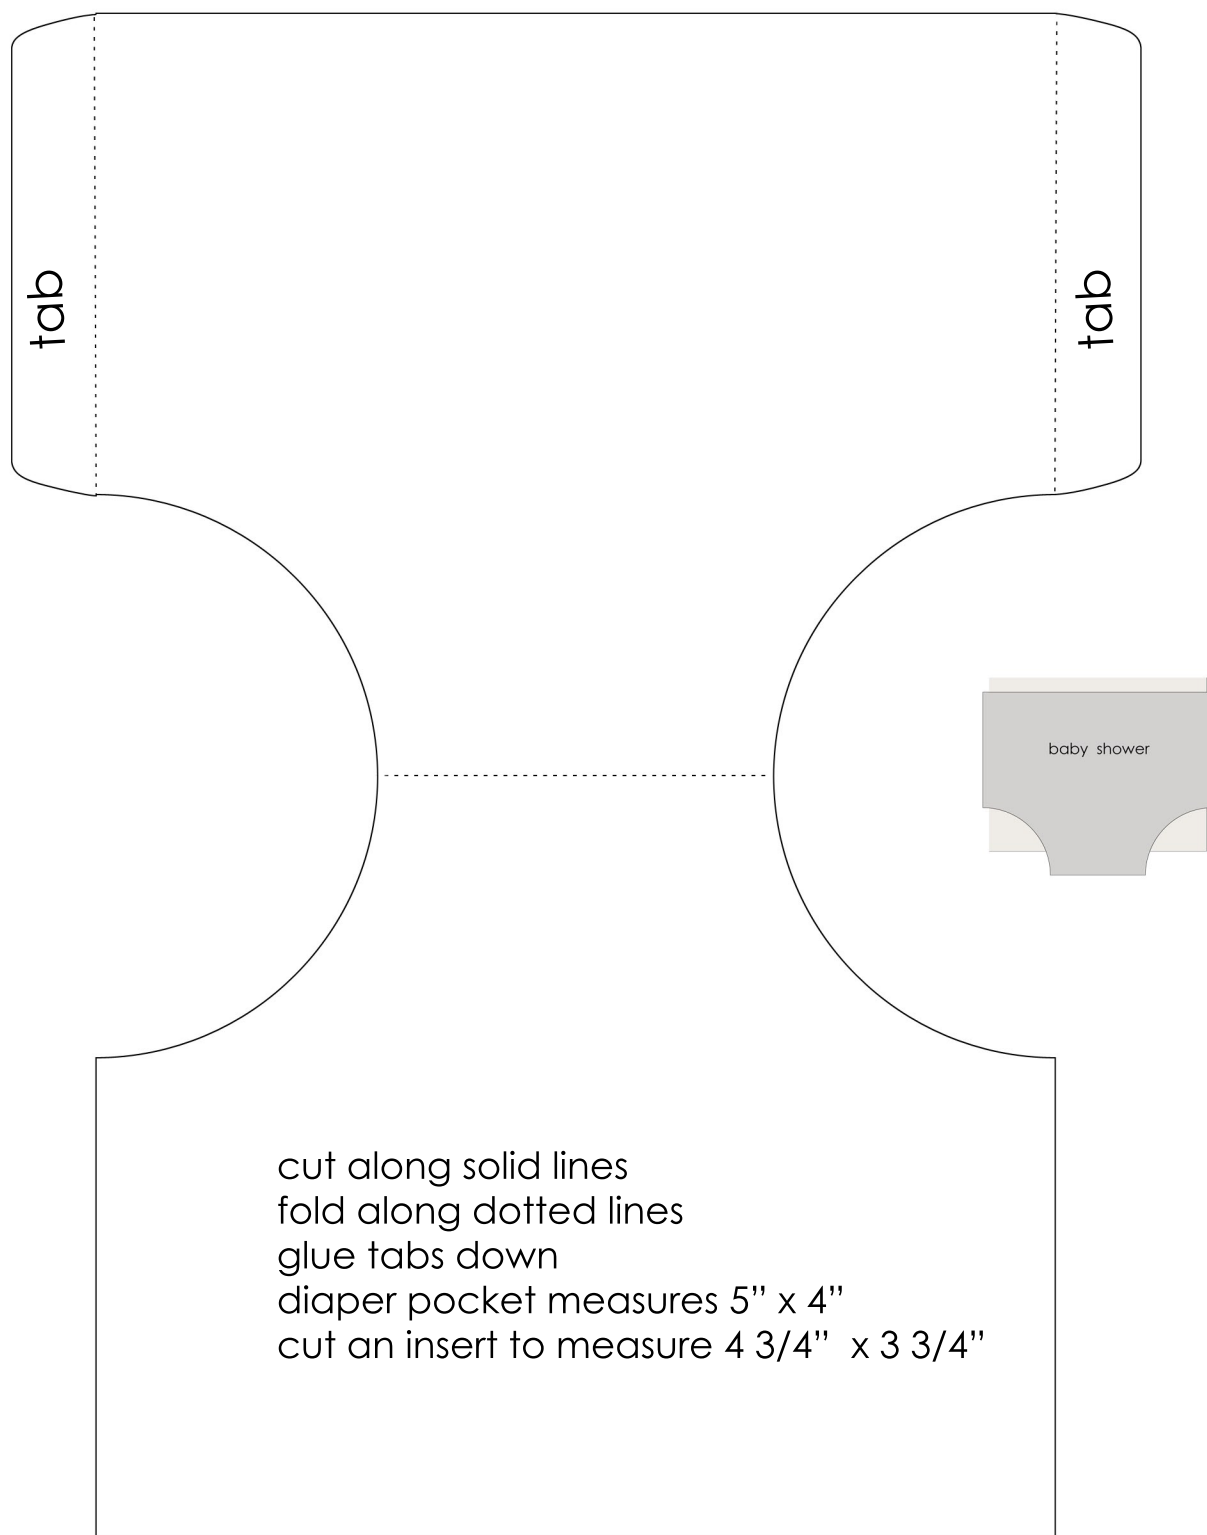 tab
tab
baby shower
cut along solid lines
fold along dotted lines
glue tabs down
diaper pocket measures 5” x 4”
cut an insert to measure 4 3/4” x 3 3/4”